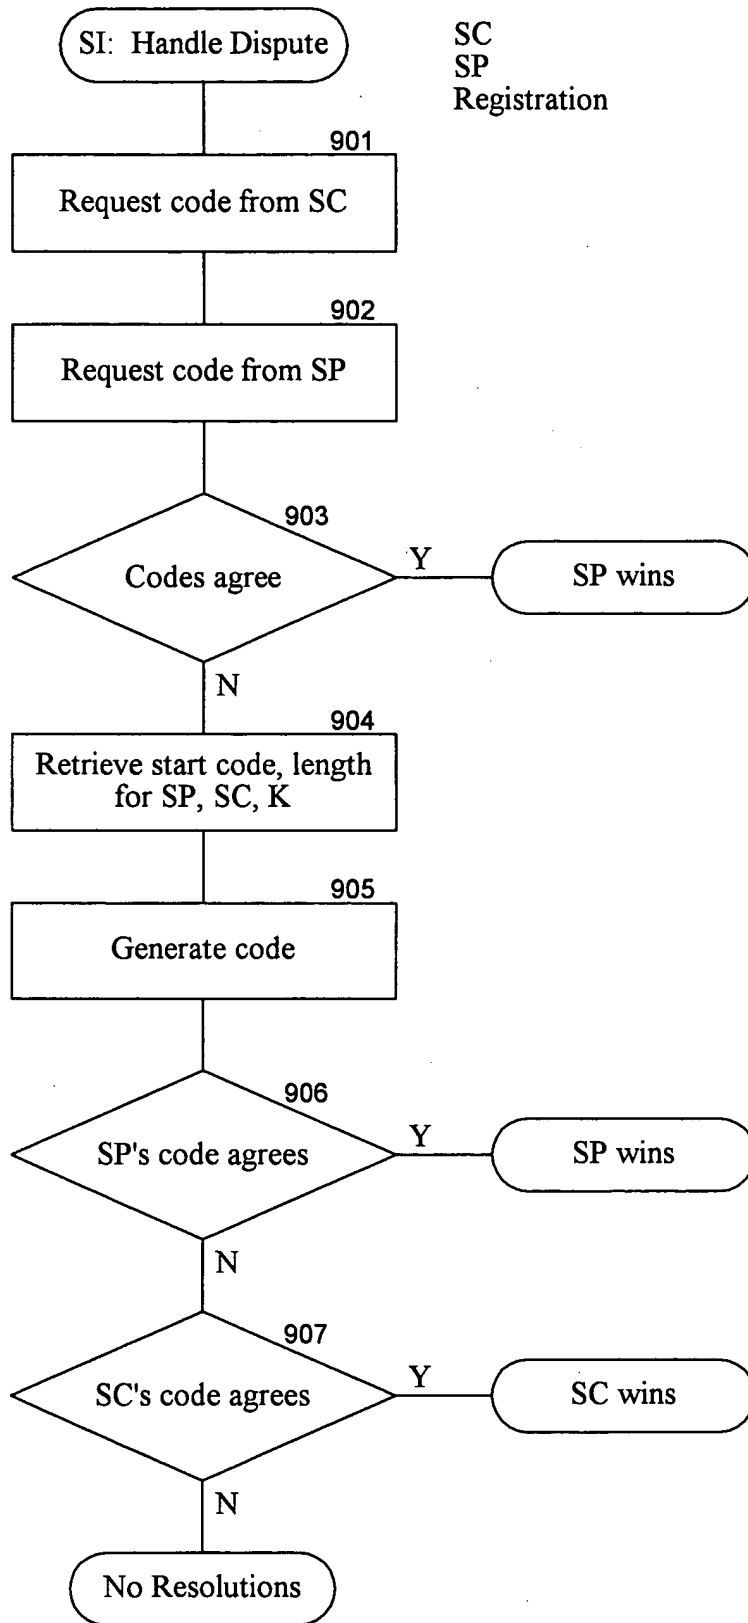 SI: Handle Dispute
SC
SP
Registration
901
Request code from SC
902
Request code from SP
903
Codes agree
Y
SP wins
N
904
Retrieve start code, length
for SP, SC, K
905
Generate code
906
SP's code agrees
Y
SP wins
N
907
SC's code agrees
Y
SC wins
N
No Resolutions